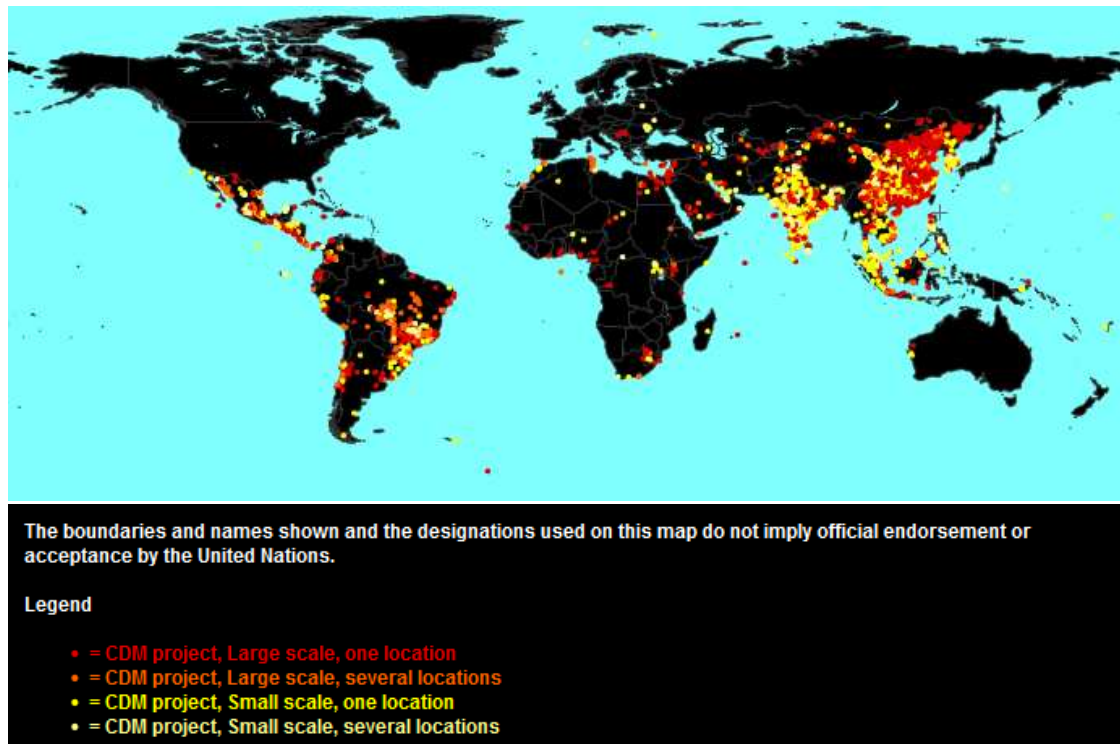 The boundaries and names shown and the designations used on this map do not imply official endorsement or
acceptance by the United Nations.
Legend
• = CDM project, Large scale, one location
• = CDM project, Large scale, several locations
• = CDM project, Small scale, one location
• = CDM project, Small scale, several locations